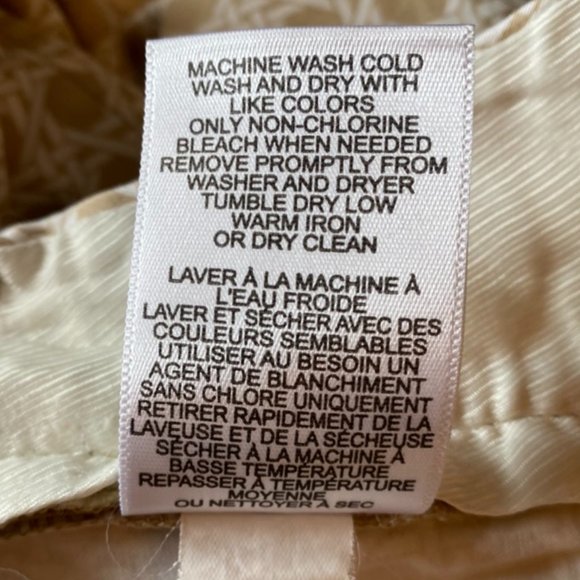 MACHINE WASH COLD
WASH AND DRY WITH
LIKE COLORS
ONLY NON-CHLORINE
BLEACH WHEN NEEDED
REMOVE PROMPTLY FROM
WASHER AND DRYER
TUMBLE DRY LOW
WARM IRON
OR DRY CLEAN
LAVER À LA MACHINE À
L'EAU FROIDE
LAVER ET SÉCHER AVEC DES
COULEURS SEMBLABLES
UTILISER AU BESOIN UN
AGENT DE BLANCHIMENT
SANS CHLORE UNIQUEMENT
RETIRER RAPIDEMENT DE LA
LAVEUSE ET DE LA SÉCHEUSE
SÉCHER À LA MACHINE À
BASSE TEMPÉRATURE
REPASSER À TEMPÉRATURE
MOYENNE
OU NETTOYER À SEC